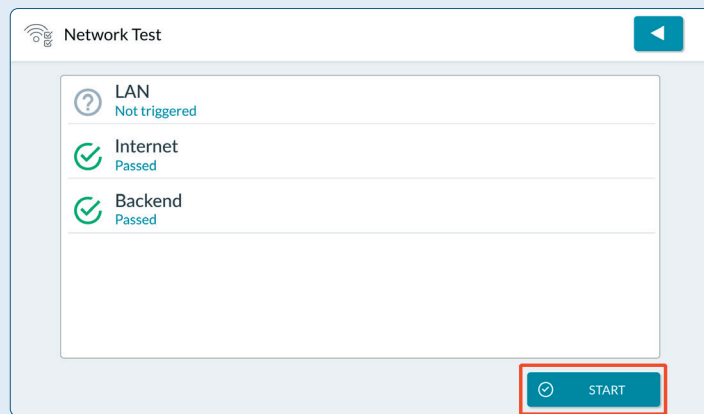 Network Test
LAN
Not triggered
Internet
Passed
Backend
Passed
START